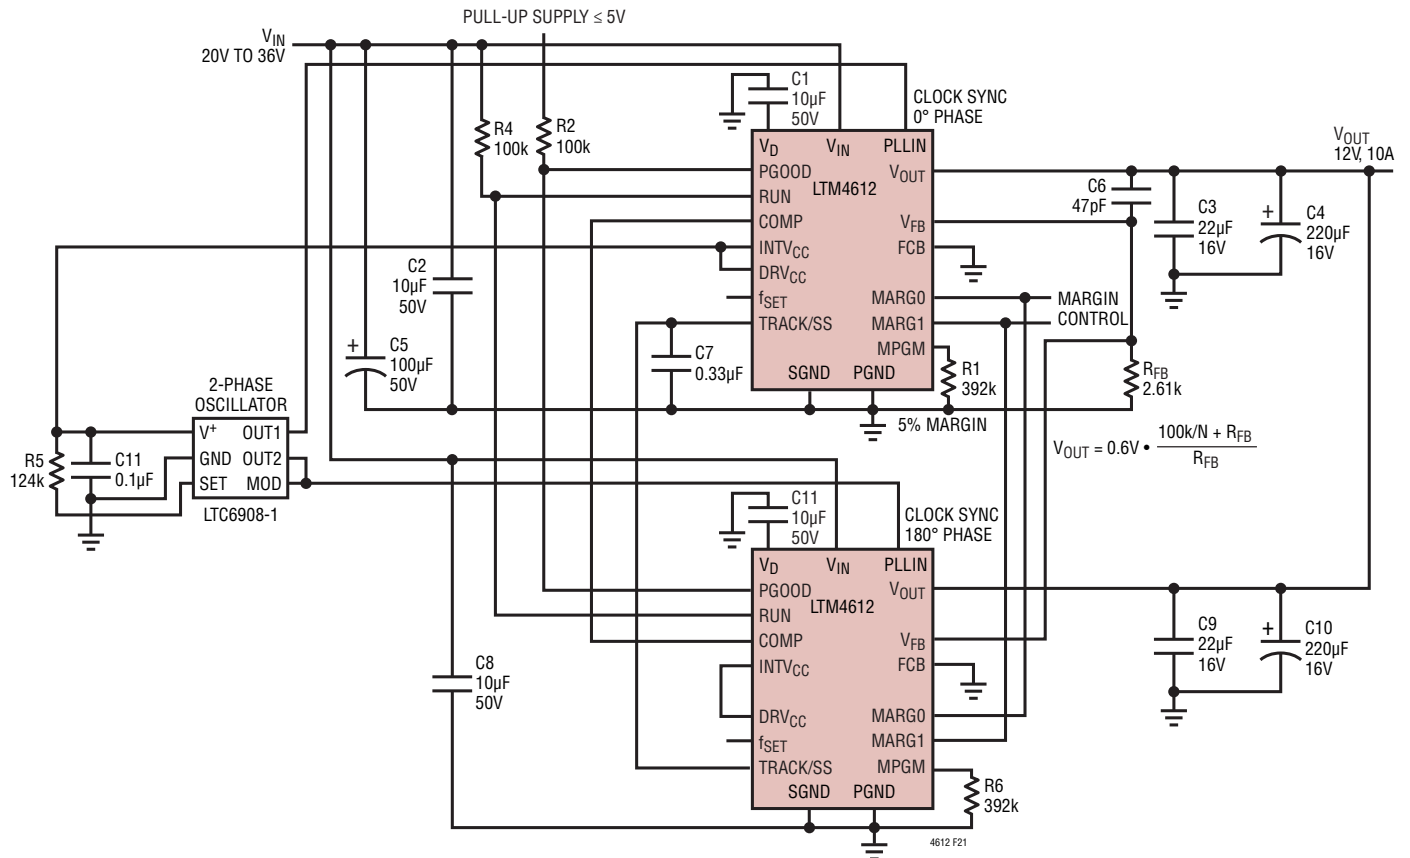 PULL-UP SUPPLY ≤ 5V
VIN
20V TO 36V
R4
100k
R2
100k
C1
10µF
50V
CLOCK SYNC
0° PHASE
VD
VIN
PLLIN
PGOOD
RUN
COMP
INTVCC
DRVCC
fSET
TRACK/SS
LTM4612
VOUT
VFB
FCB
MARG0
MARG1
MPGM
SGND
PGND
VOUT
12V, 10A
C6
47pF
C3
22µF
16V
+
C4
220µF
16V
MARGIN
CONTROL
C2
10µF
50V
+
C5
100µF
50V
C7
0.33µF
R1
392k
RFB
2.61k
5% MARGIN
VOUT = 0.6V • 100k/N + RFB
RFB
2-PHASE
OSCILLATOR
V+
OUT1
GND
OUT2
SET
MOD
LTC6908-1
R5
124k
C11
0.1µF
C11
10µF
50V
CLOCK SYNC
180° PHASE
VD
VIN
PLLIN
PGOOD
RUN
COMP
INTVCC
DRVCC
fSET
TRACK/SS
LTM4612
VOUT
VFB
FCB
MARG0
MARG1
MPGM
SGND
PGND
C8
10µF
50V
C9
22µF
16V
+
C10
220µF
16V
R6
392k
4612 F21